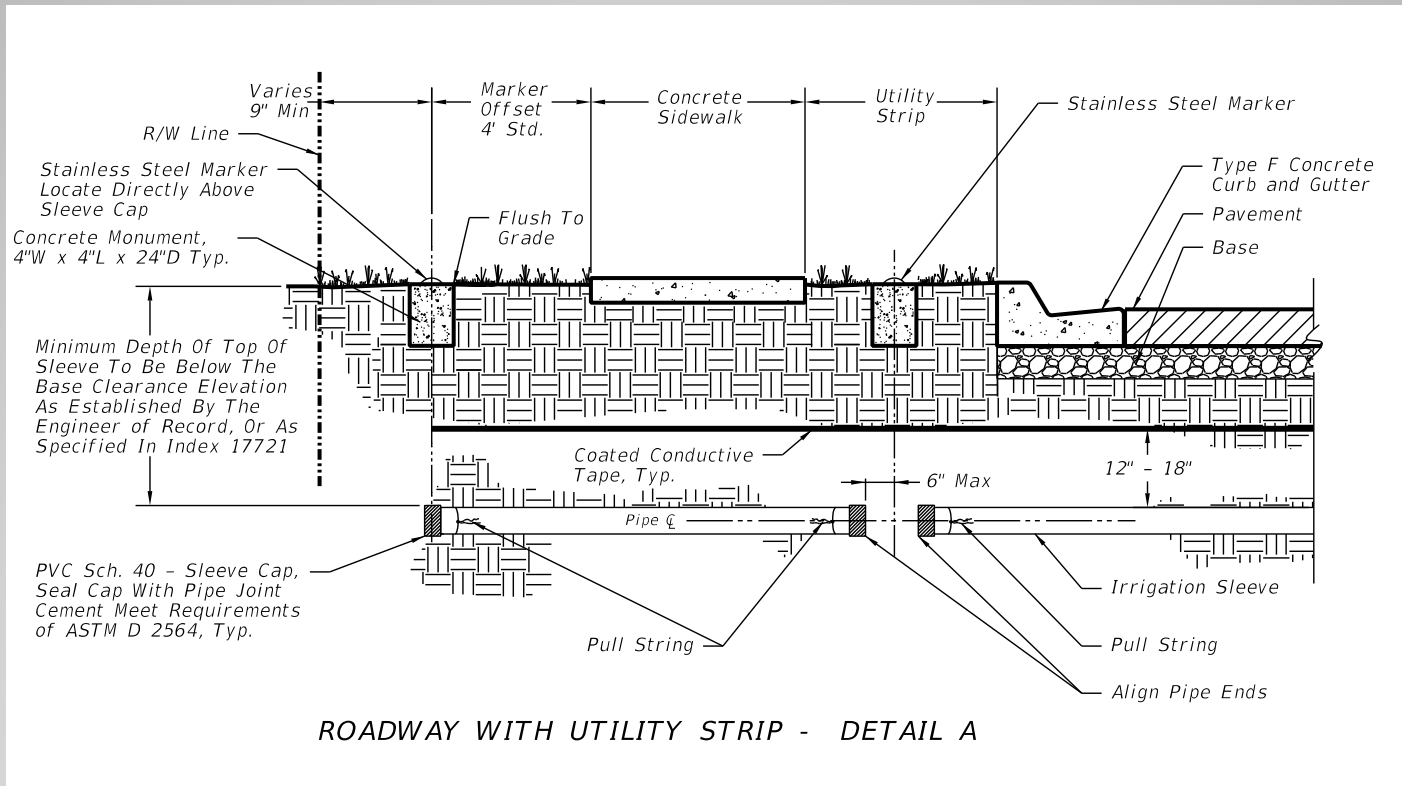 Varies
9" Min
Marker
Offset
4' Std.
Concrete
Sidewalk
Utility
Strip
Stainless Steel Marker
R/W Line
Stainless Steel Marker
Locate Directly Above
Sleeve Cap
Type F Concrete
Curb and Gutter
Flush To
Grade
Pavement
Concrete Monument,
4"W x 4"L x 24"D Typ.
Base
Minimum Depth Of Top Of
Sleeve To Be Below The
Base Clearance Elevation
As Established By The
Engineer of Record, Or As
Specified In Index 17721
Coated Conductive
Tape, Typ.
6" Max
12" - 18"
Pipe ℄
PVC Sch. 40 - Sleeve Cap,
Seal Cap With Pipe Joint
Cement Meet Requirements
of ASTM D 2564, Typ.
Irrigation Sleeve
Pull String
Pull String
Align Pipe Ends
ROADWAY WITH UTILITY STRIP - DETAIL A